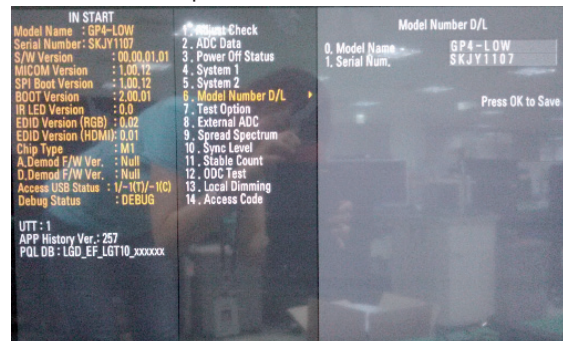 IN START
Model Name : GP4-LOW
Serial Number: SKJY1107
S/W Version : 00.00.01.01
MICOM Version : 1.00.12
SPI Boot Version : 1.00.12
BOOT Version : 2.00.01
IR LED Version : 0.0
EDID Version (RGB) : 0.02
EDID Version (HDMI): 0.01
Chip Type : M1
A.Demod F/W Ver. : Null
D.Demod F/W Ver. : Null
Access USB Status : 1/-1(T)/-1(C)
Debug Status : DEBUG
UTT : 1
APP History Ver.: 257
PQL DB : LGD_EF_LGT10_xxxxxx
1. Adjust Check
2. ADC Data
3. Power Off Status
4. System 1
5. System 2
6. Model Number D/L
7. Test Option
8. External ADC
9. Spread Spectrum
10. Sync Level
11. Stable Count
12. ODC Test
13. Local Dimming
14. Access Code
Model Number D/L
0. Model Name GP4-LOW
1. Serial Num. SKJY1107
Press OK to Save